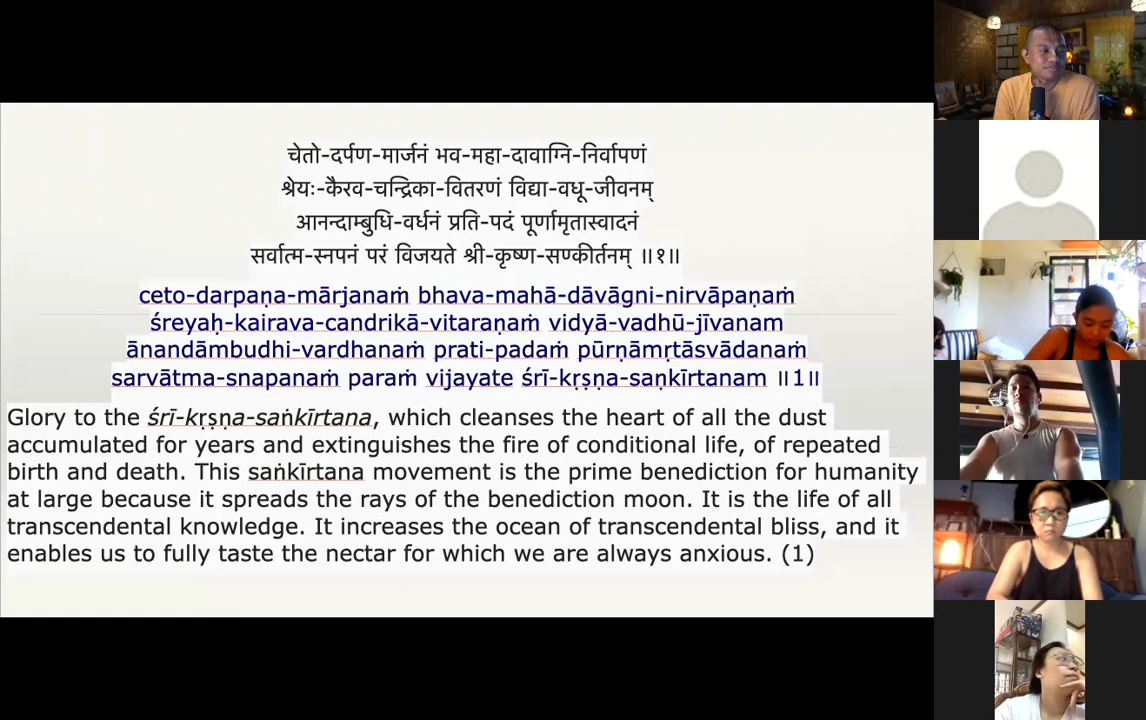 चेतो-दर्पण-मार्जनं भव-महा-दावाग्नि-निर्वापणं
श्रेयः-कैरव-चन्द्रिका-वितरणं विद्या-वधू-जीवनम्
आनन्दाम्बुधि-वर्धनं प्रति-पदं पूर्णामृतास्वादनं
सर्वात्म-स्नपनं परं विजयते श्री-कृष्ण-सण्कीर्तनम् ॥१॥
ceto-darpaṇa-mārjanaṁ bhava-mahā-dāvāgni-nirvāpaṇaṁ
śreyaḥ-kairava-candrikā-vitaraṇaṁ vidyā-vadhū-jīvanam
ānandāmbudhi-vardhanaṁ prati-padaṁ pūrṇāmṛtāsvādanaṁ
sarvātma-snapanaṁ paraṁ vijayate śrī-kṛṣṇa-saṇkīrtanam ॥1॥
Glory to the śrī-kṛṣṇa-saṅkīrtana, which cleanses the heart of all the dust
accumulated for years and extinguishes the fire of conditional life, of repeated
birth and death. This saṅkīrtana movement is the prime benediction for humanity
at large because it spreads the rays of the benediction moon. It is the life of all
transcendental knowledge. It increases the ocean of transcendental bliss, and it
enables us to fully taste the nectar for which we are always anxious. (1)